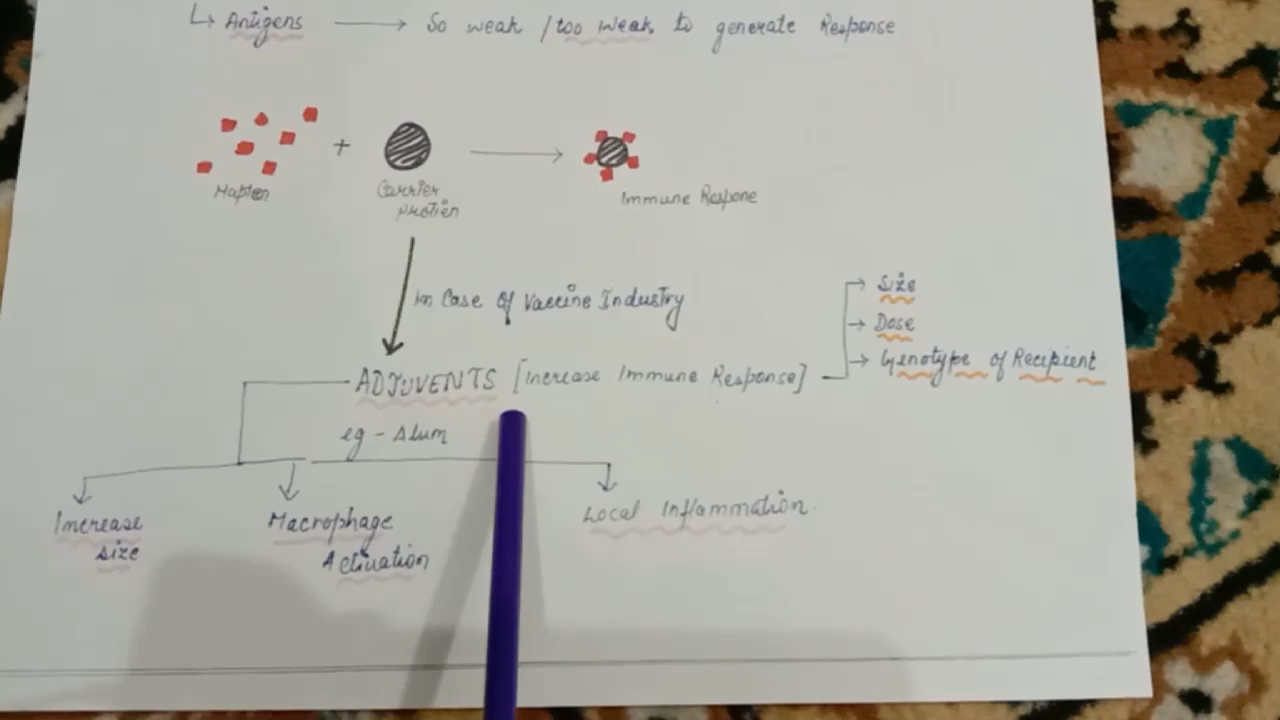 ↳ Antigens ⟶ So weak / too weak to generate Response
+ ⟶
Hapten
Carrier
protien
Immune Respone
in Case of Vaccine Industry
→ Size
→ Dose
→ Genotype of Recipient
ADJUVENTS [Increase Immune Response]
eg - Alum
Increase
size
Macrophage
Activation
Local Inflammation